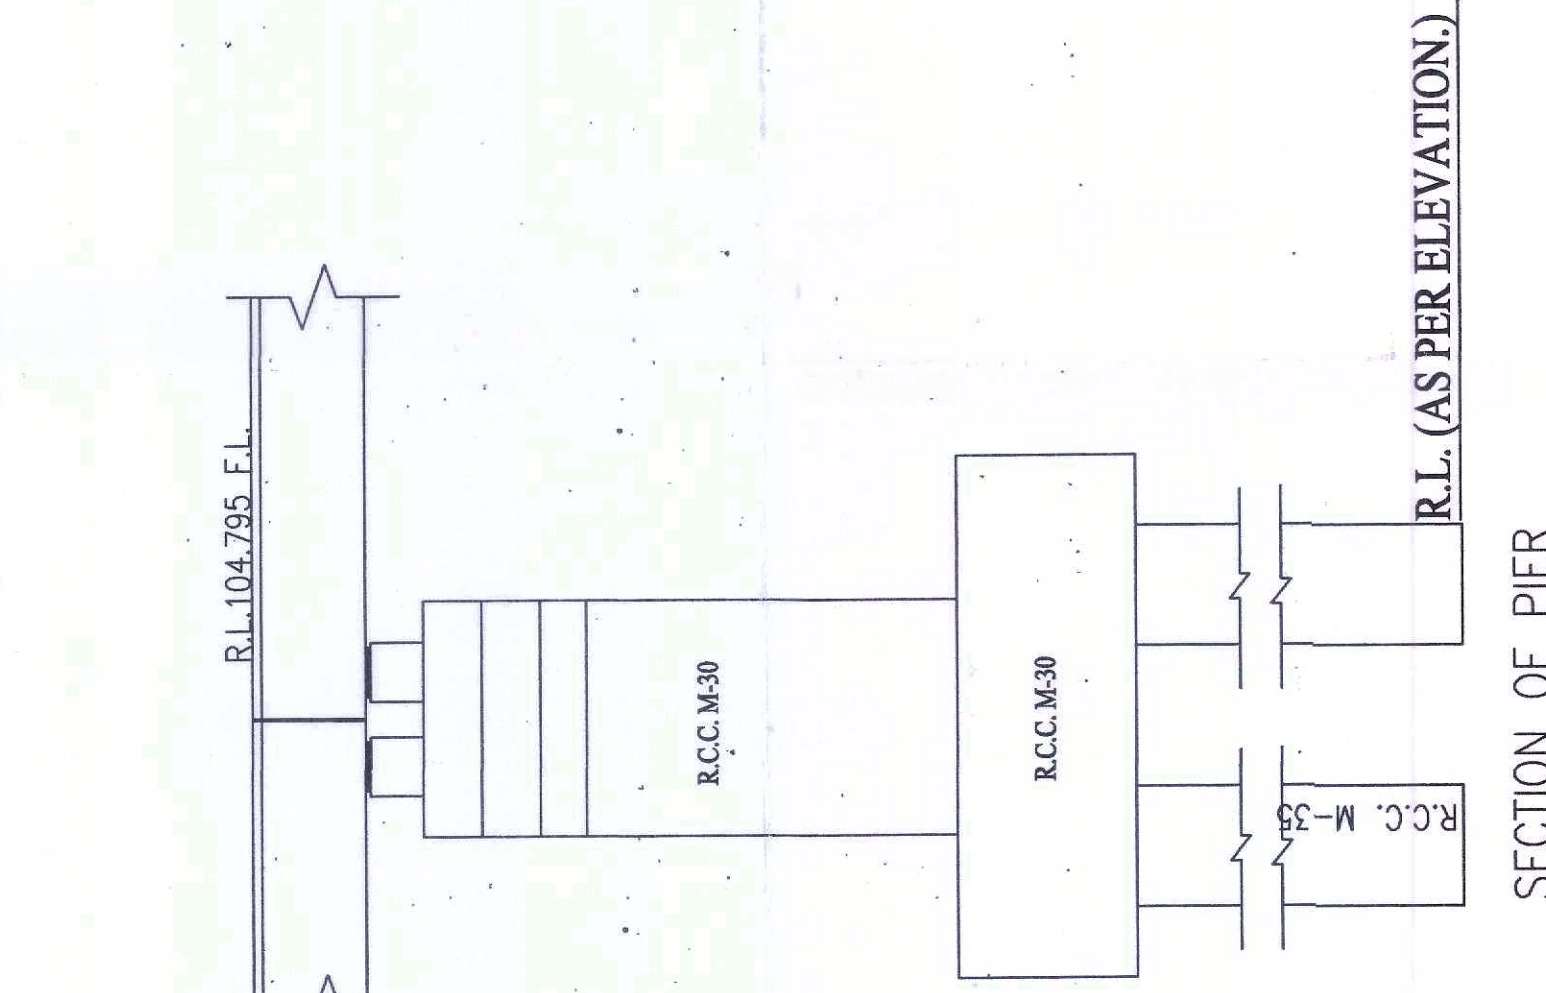 R.L.104.795 F.L.
R.C.C. M-30
R.C.C. M-30
R.C.C. M-35
R.L. (AS PER ELEVATION.)
SECTION OF PIER